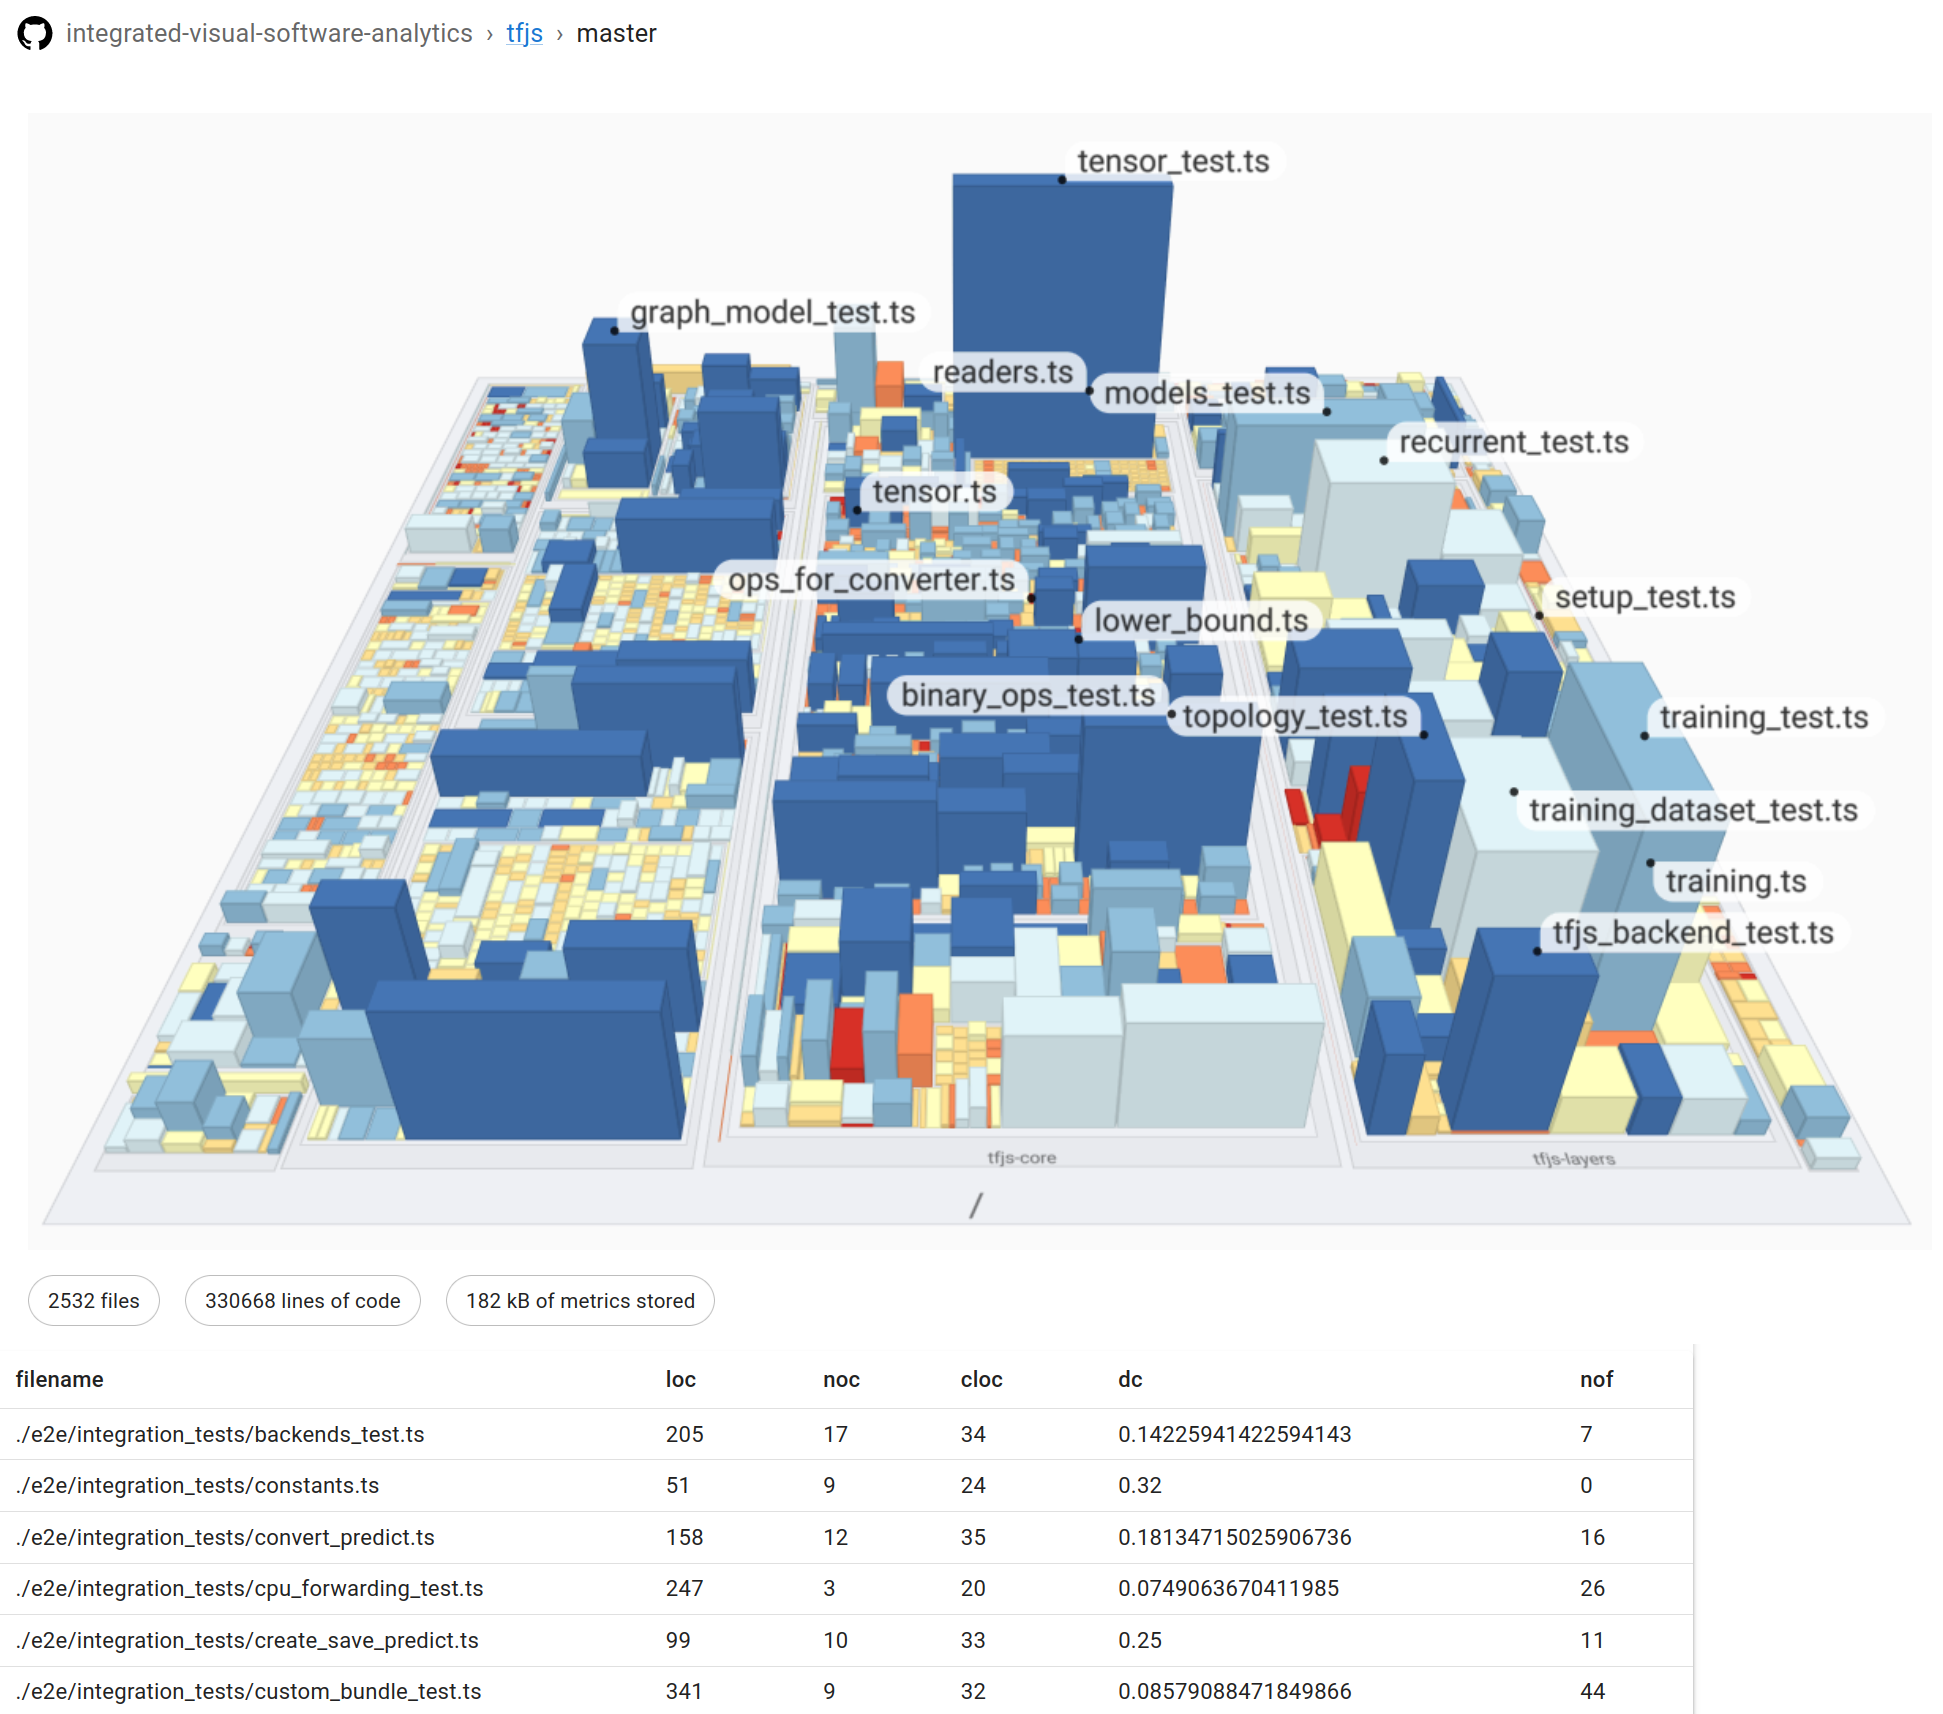 integrated-visual-software-analytics › tfjs › master
tensor_test.ts
graph_model_test.ts
readers.ts
models_test.ts
recurrent_test.ts
tensor.ts
ops_for_converter.ts
setup_test.ts
lower_bound.ts
binary_ops_test.ts
topology_test.ts
training_test.ts
training_dataset_test.ts
training.ts
tfjs_backend_test.ts
tfjs-core
tfjs-layers
/
2532 files 330668 lines of code 182 kB of metrics stored
filename loc noc cloc dc nof
./e2e/integration_tests/backends_test.ts 205 17 34 0.14225941422594143 7
./e2e/integration_tests/constants.ts 51 9 24 0.32 0
./e2e/integration_tests/convert_predict.ts 158 12 35 0.18134715025906736 16
./e2e/integration_tests/cpu_forwarding_test.ts 247 3 20 0.0749063670411985 26
./e2e/integration_tests/create_save_predict.ts 99 10 33 0.25 11
./e2e/integration_tests/custom_bundle_test.ts 341 9 32 0.08579088471849866 44